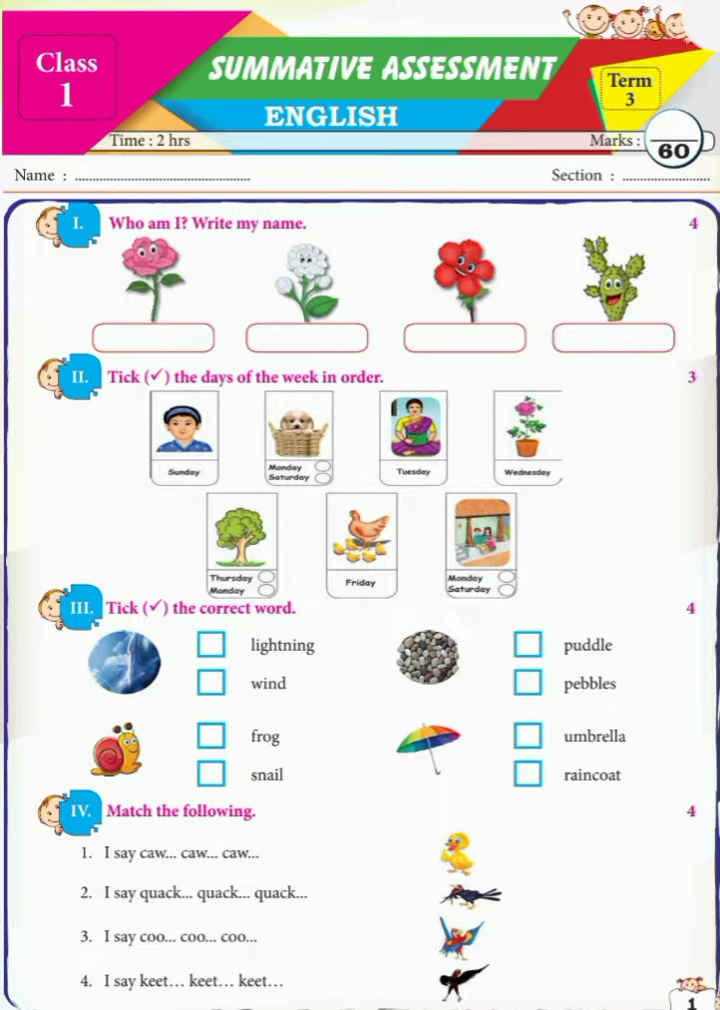 Class
1
SUMMATIVE ASSESSMENT
ENGLISH
Term
3
Time : 2 hrs
Marks :
60
Name : ..................................................
Section : .........................
I. Who am I? Write my name. 4
II. Tick (✓) the days of the week in order. 3
Sunday
Monday
Saturday
Tuesday
Wednesday
Thursday
Monday
Friday
Monday
Saturday
III. Tick (✓) the correct word. 4
lightning
wind
puddle
pebbles
frog
snail
umbrella
raincoat
IV. Match the following. 4
1. I say caw... caw... caw...
2. I say quack... quack... quack...
3. I say coo... coo... coo...
4. I say keet... keet... keet...
1